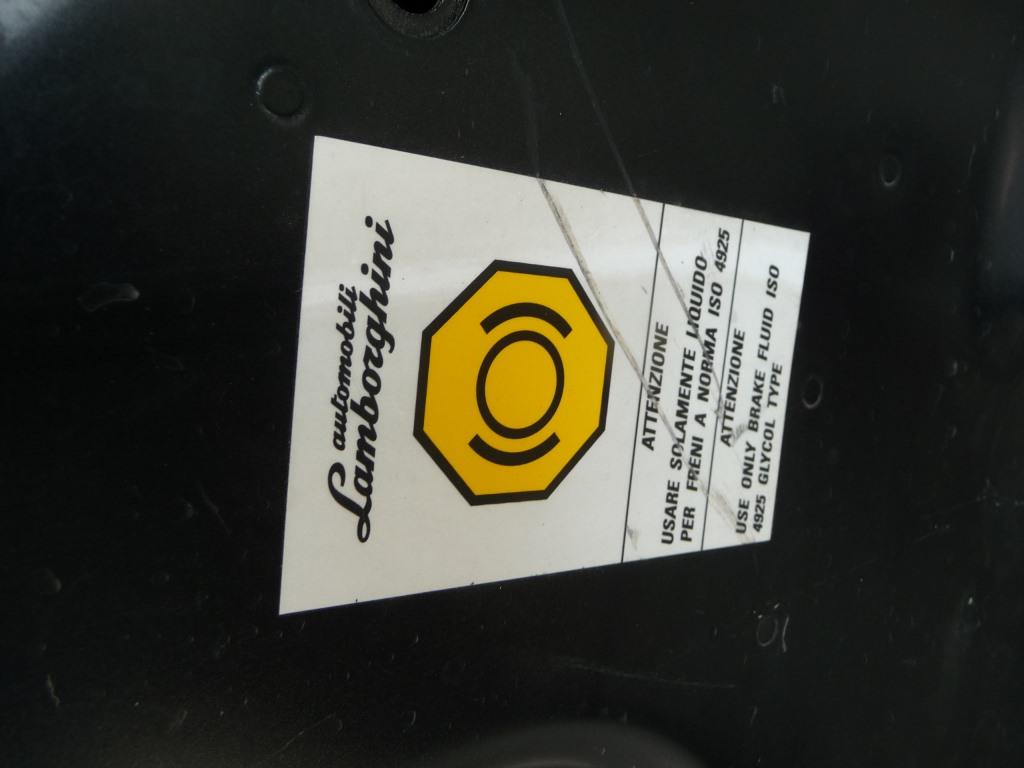 automobili
Lamborghini
ATTENZIONE
USARE SOLAMENTE LIQUIDO
PER FRENI A NORMA ISO 4925
ATTENZIONE
USE ONLY BRAKE FLUID ISO
4925 GLYCOL TYPE